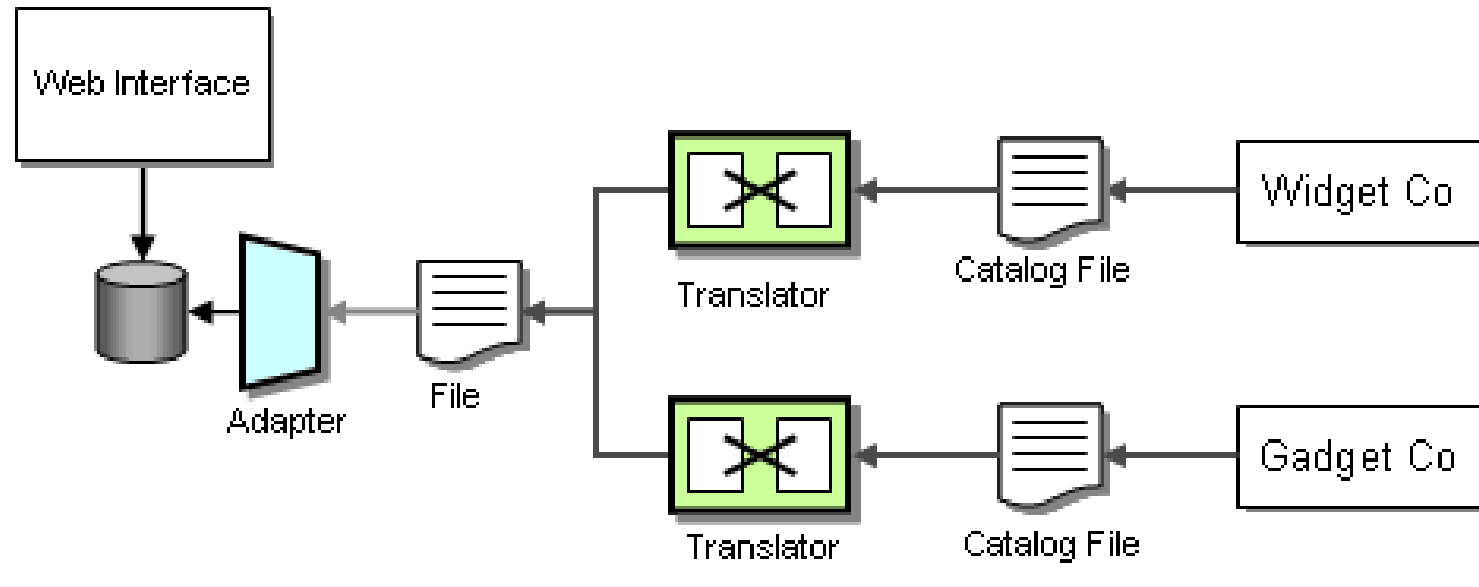 Web Interface
Widget Co
Catalog File
Translator
File
Adapter
Gadget Co
Translator
Catalog File